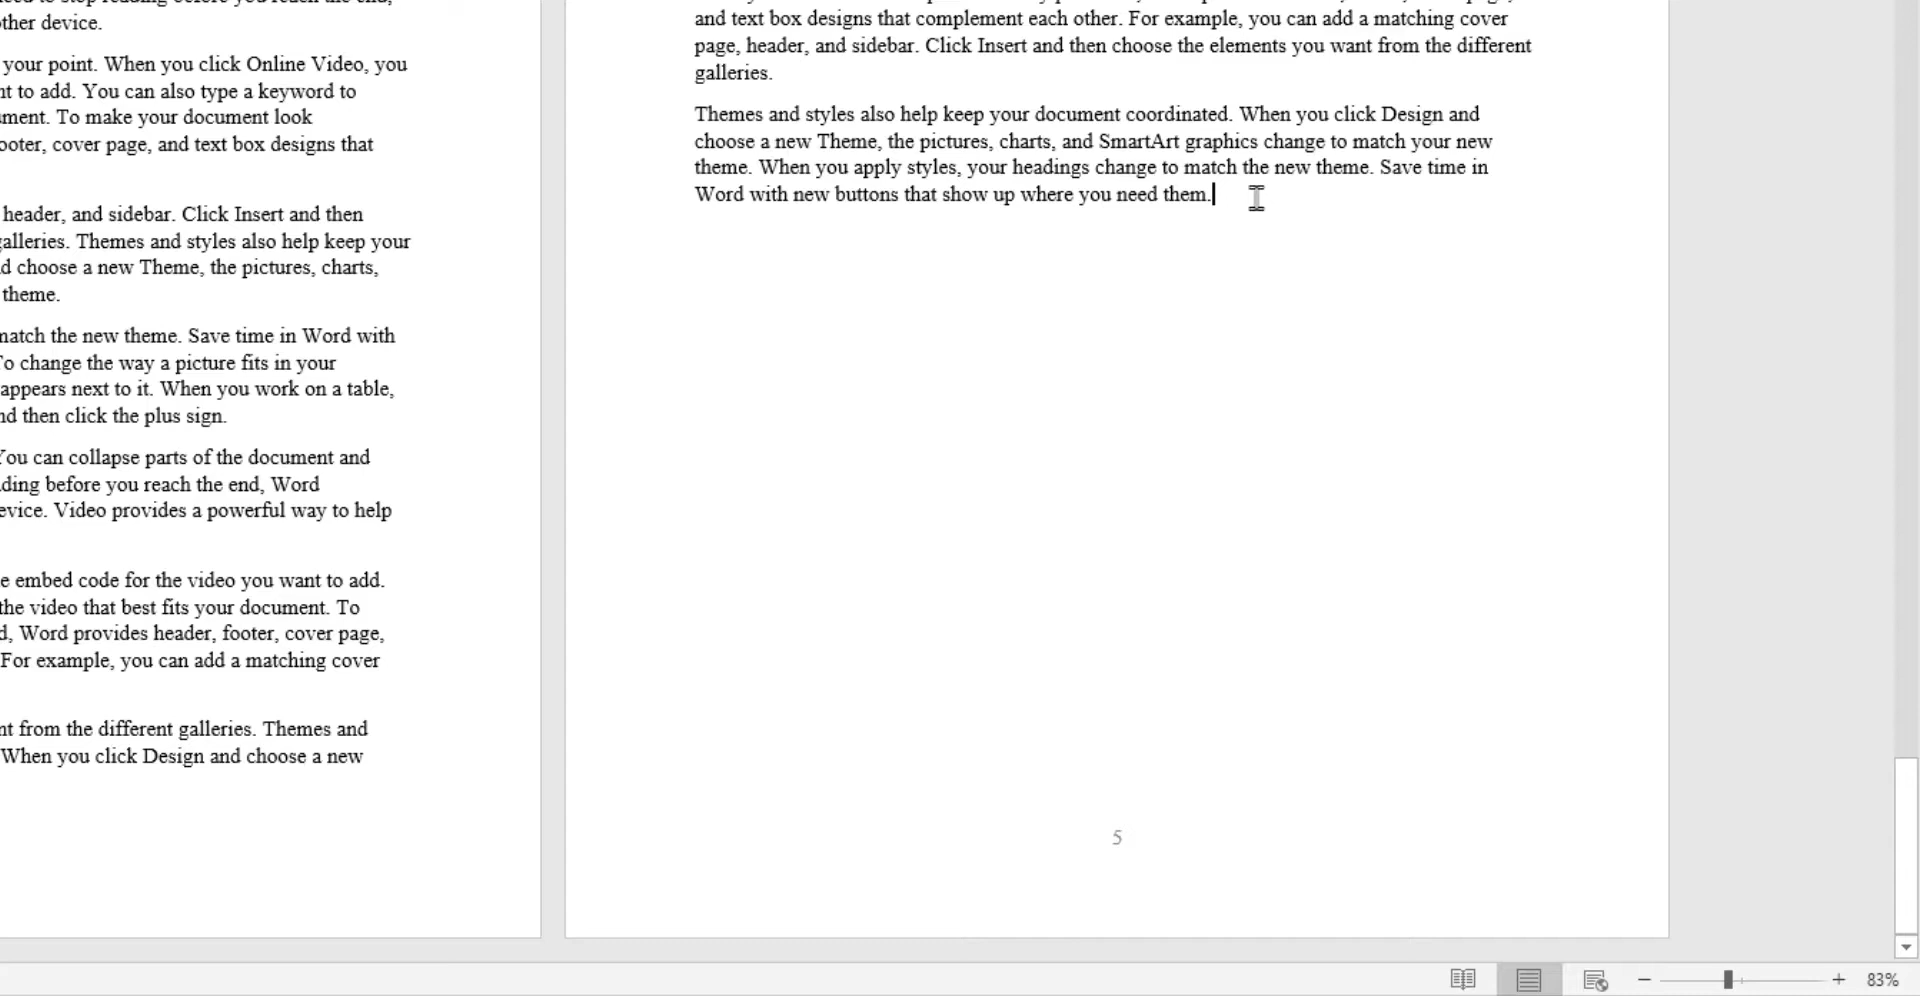 other device.
your point. When you click Online Video, you
to add. You can also type a keyword to
To make your document look
cover page, and text box designs that
header, and sidebar. Click Insert and then
galleries. Themes and styles also help keep your
choose a new Theme, the pictures, charts,
theme.
match the new theme. Save time in Word with
To change the way a picture fits in your
appears next to it. When you work on a table,
then click the plus sign.
You can collapse parts of the document and
before you reach the end, Word
Video provides a powerful way to help
embed code for the video you want to add.
the video that best fits your document. To
Word provides header, footer, cover page,
For example, you can add a matching cover
from the different galleries. Themes and
When you click Design and choose a new
and text box designs that complement each other. For example, you can add a matching cover
page, header, and sidebar. Click Insert and then choose the elements you want from the different
galleries.
Themes and styles also help keep your document coordinated. When you click Design and
choose a new Theme, the pictures, charts, and SmartArt graphics change to match your new
theme. When you apply styles, your headings change to match the new theme. Save time in
Word with new buttons that show up where you need them.
5
83%